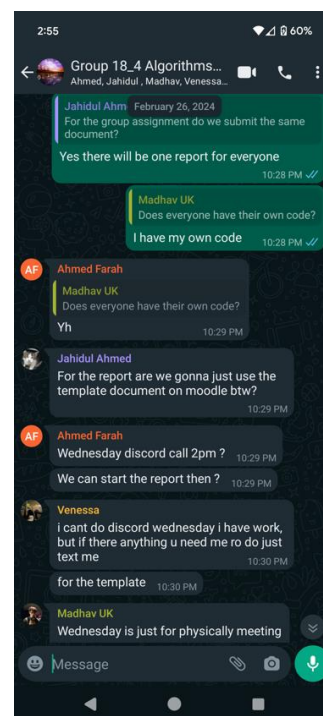 2:55
60%
Group 18_4 Algorithms...
Ahmed, Jahidul , Madhav, Venessa...
February 26, 2024
Jahidul Ahm
For the group assignment do we submit the same
document?
Yes there will be one report for everyone
10:28 PM
Madhav UK
Does everyone have their own code?
I have my own code
10:28 PM
AF
Ahmed Farah
Madhav UK
Does everyone have their own code?
Yh
10:29 PM
Jahidul Ahmed
For the report are we gonna just use the
template document on moodle btw?
10:29 PM
AF
Ahmed Farah
Wednesday discord call 2pm ?
10:29 PM
We can start the report then ?
10:29 PM
Venessa
i cant do discord wednesday i have work,
but if there anything u need me ro do just
text me
10:30 PM
for the template
10:30 PM
Madhav UK
Wednesday is just for physically meeting
Message